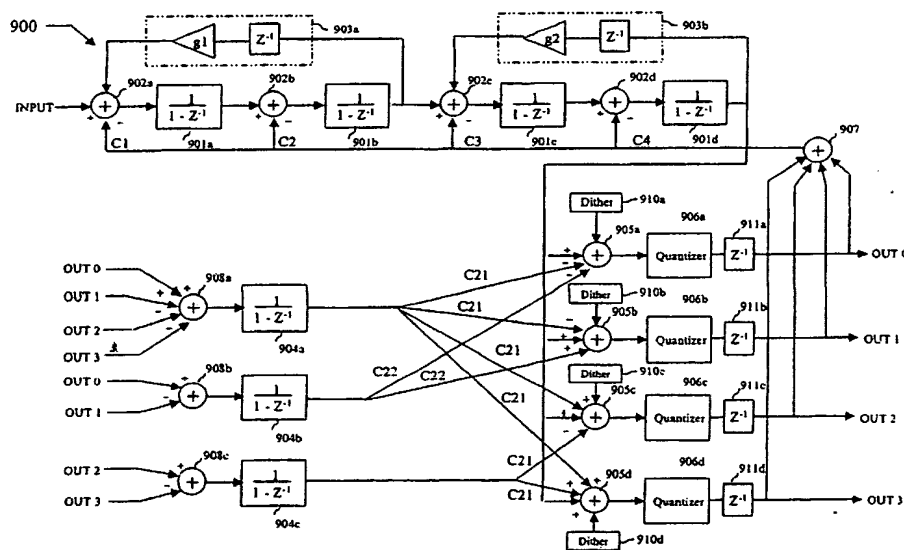 900
903a
903b
g1
Z⁻¹
g2
Z⁻¹
902a
902b
902c
902d
INPUT
1
1 - Z⁻¹
1
1 - Z⁻¹
1
1 - Z⁻¹
1
1 - Z⁻¹
C1
901a
C2
901b
C3
901c
C4
901d
907
Dither
910a
905a
906a
911a
Quantizer
Z⁻¹
OUT 0
OUT 0
OUT 1
OUT 2
OUT 3
908a
1
1 - Z⁻¹
904a
C21
C21
Dither
910b
905b
906b
911b
Quantizer
Z⁻¹
OUT 1
OUT 0
OUT 1
908b
1
1 - Z⁻¹
904b
C22
C22
C21
Dither
910c
905c
906c
911c
Quantizer
Z⁻¹
OUT 2
OUT 2
OUT 3
908c
1
1 - Z⁻¹
904c
C21
C21
905d
906d
911d
Quantizer
Z⁻¹
OUT 3
Dither
910d